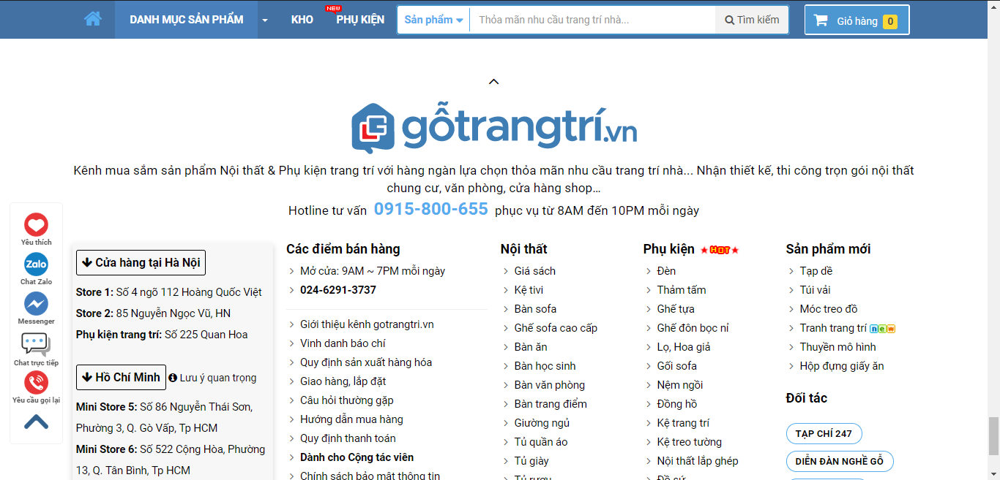 DANH MỤC SẢN PHẨM
KHO
NEW
PHỤ KIỆN
Sản phẩm
Thỏa mãn nhu cầu trang trí nhà...
Tìm kiếm
Giỏ hàng 0
gỗtrangtrí.vn
Kênh mua sắm sản phẩm Nội thất & Phụ kiện trang trí với hàng ngàn lựa chọn thỏa mãn nhu cầu trang trí nhà... Nhận thiết kế, thi công trọn gói nội thất
chung cư, văn phòng, cửa hàng shop...
Hotline tư vấn 0915-800-655 phục vụ từ 8AM đến 10PM mỗi ngày
Yêu thích
Zalo
Chat Zalo
Messenger
Chat trực tiếp
Yêu cầu gọi lại
Cửa hàng tại Hà Nội
Store 1: Số 4 ngõ 112 Hoàng Quốc Việt
Store 2: 85 Nguyễn Ngọc Vũ, HN
Phụ kiện trang trí: Số 225 Quan Hoa
Hồ Chí Minh Lưu ý quan trọng
Mini Store 5: Số 86 Nguyễn Thái Sơn,
Phường 3, Q. Gò Vấp, Tp HCM
Mini Store 6: Số 522 Cộng Hòa, Phường
13, Q. Tân Bình, Tp HCM
Các điểm bán hàng
Mở cửa: 9AM ~ 7PM mỗi ngày
024-6291-3737
Giới thiệu kênh gotrangtri.vn
Vinh danh báo chí
Quy định sản xuất hàng hóa
Giao hàng, lắp đặt
Câu hỏi thường gặp
Hướng dẫn mua hàng
Quy định thanh toán
Dành cho Cộng tác viên
Chính sách bảo mật thông tin
Nội thất
Giá sách
Kệ tivi
Bàn sofa
Ghế sofa cao cấp
Bàn ăn
Bàn học sinh
Bàn văn phòng
Bàn trang điểm
Giường ngủ
Tủ quần áo
Tủ giày
Tủ rượu
Phụ kiện HOT
Đèn
Thảm tấm
Ghế tựa
Ghế đôn bọc nỉ
Lọ, Hoa giả
Gối sofa
Nệm ngồi
Đồng hồ
Kệ trang trí
Kệ treo tường
Nội thất lắp ghép
Đồ sứ
Sản phẩm mới
Tạp dề
Túi vải
Móc treo đồ
Tranh trang trí new
Thuyền mô hình
Hộp đựng giấy ăn
Đối tác
TẠP CHÍ 247
DIỄN ĐÀN NGHỀ GỖ